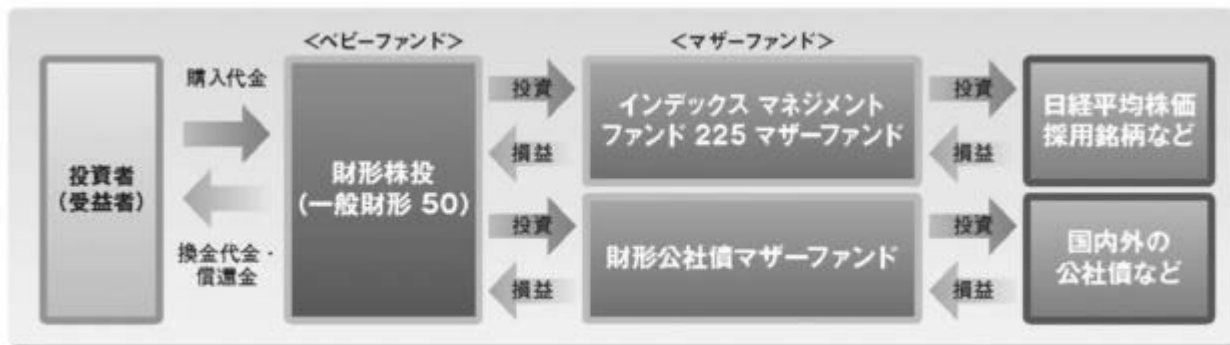 <ベビーファンド>
<マザーファンド>
投資者
(受益者)
購入代金
換金代金・
償還金
財形株投
(一般財形 50)
投資
損益
インデックス マネジメント
ファンド 225 マザーファンド
投資
損益
日経平均株価
採用銘柄など
投資
損益
財形公社債マザーファンド
投資
損益
国内外の
公社債など